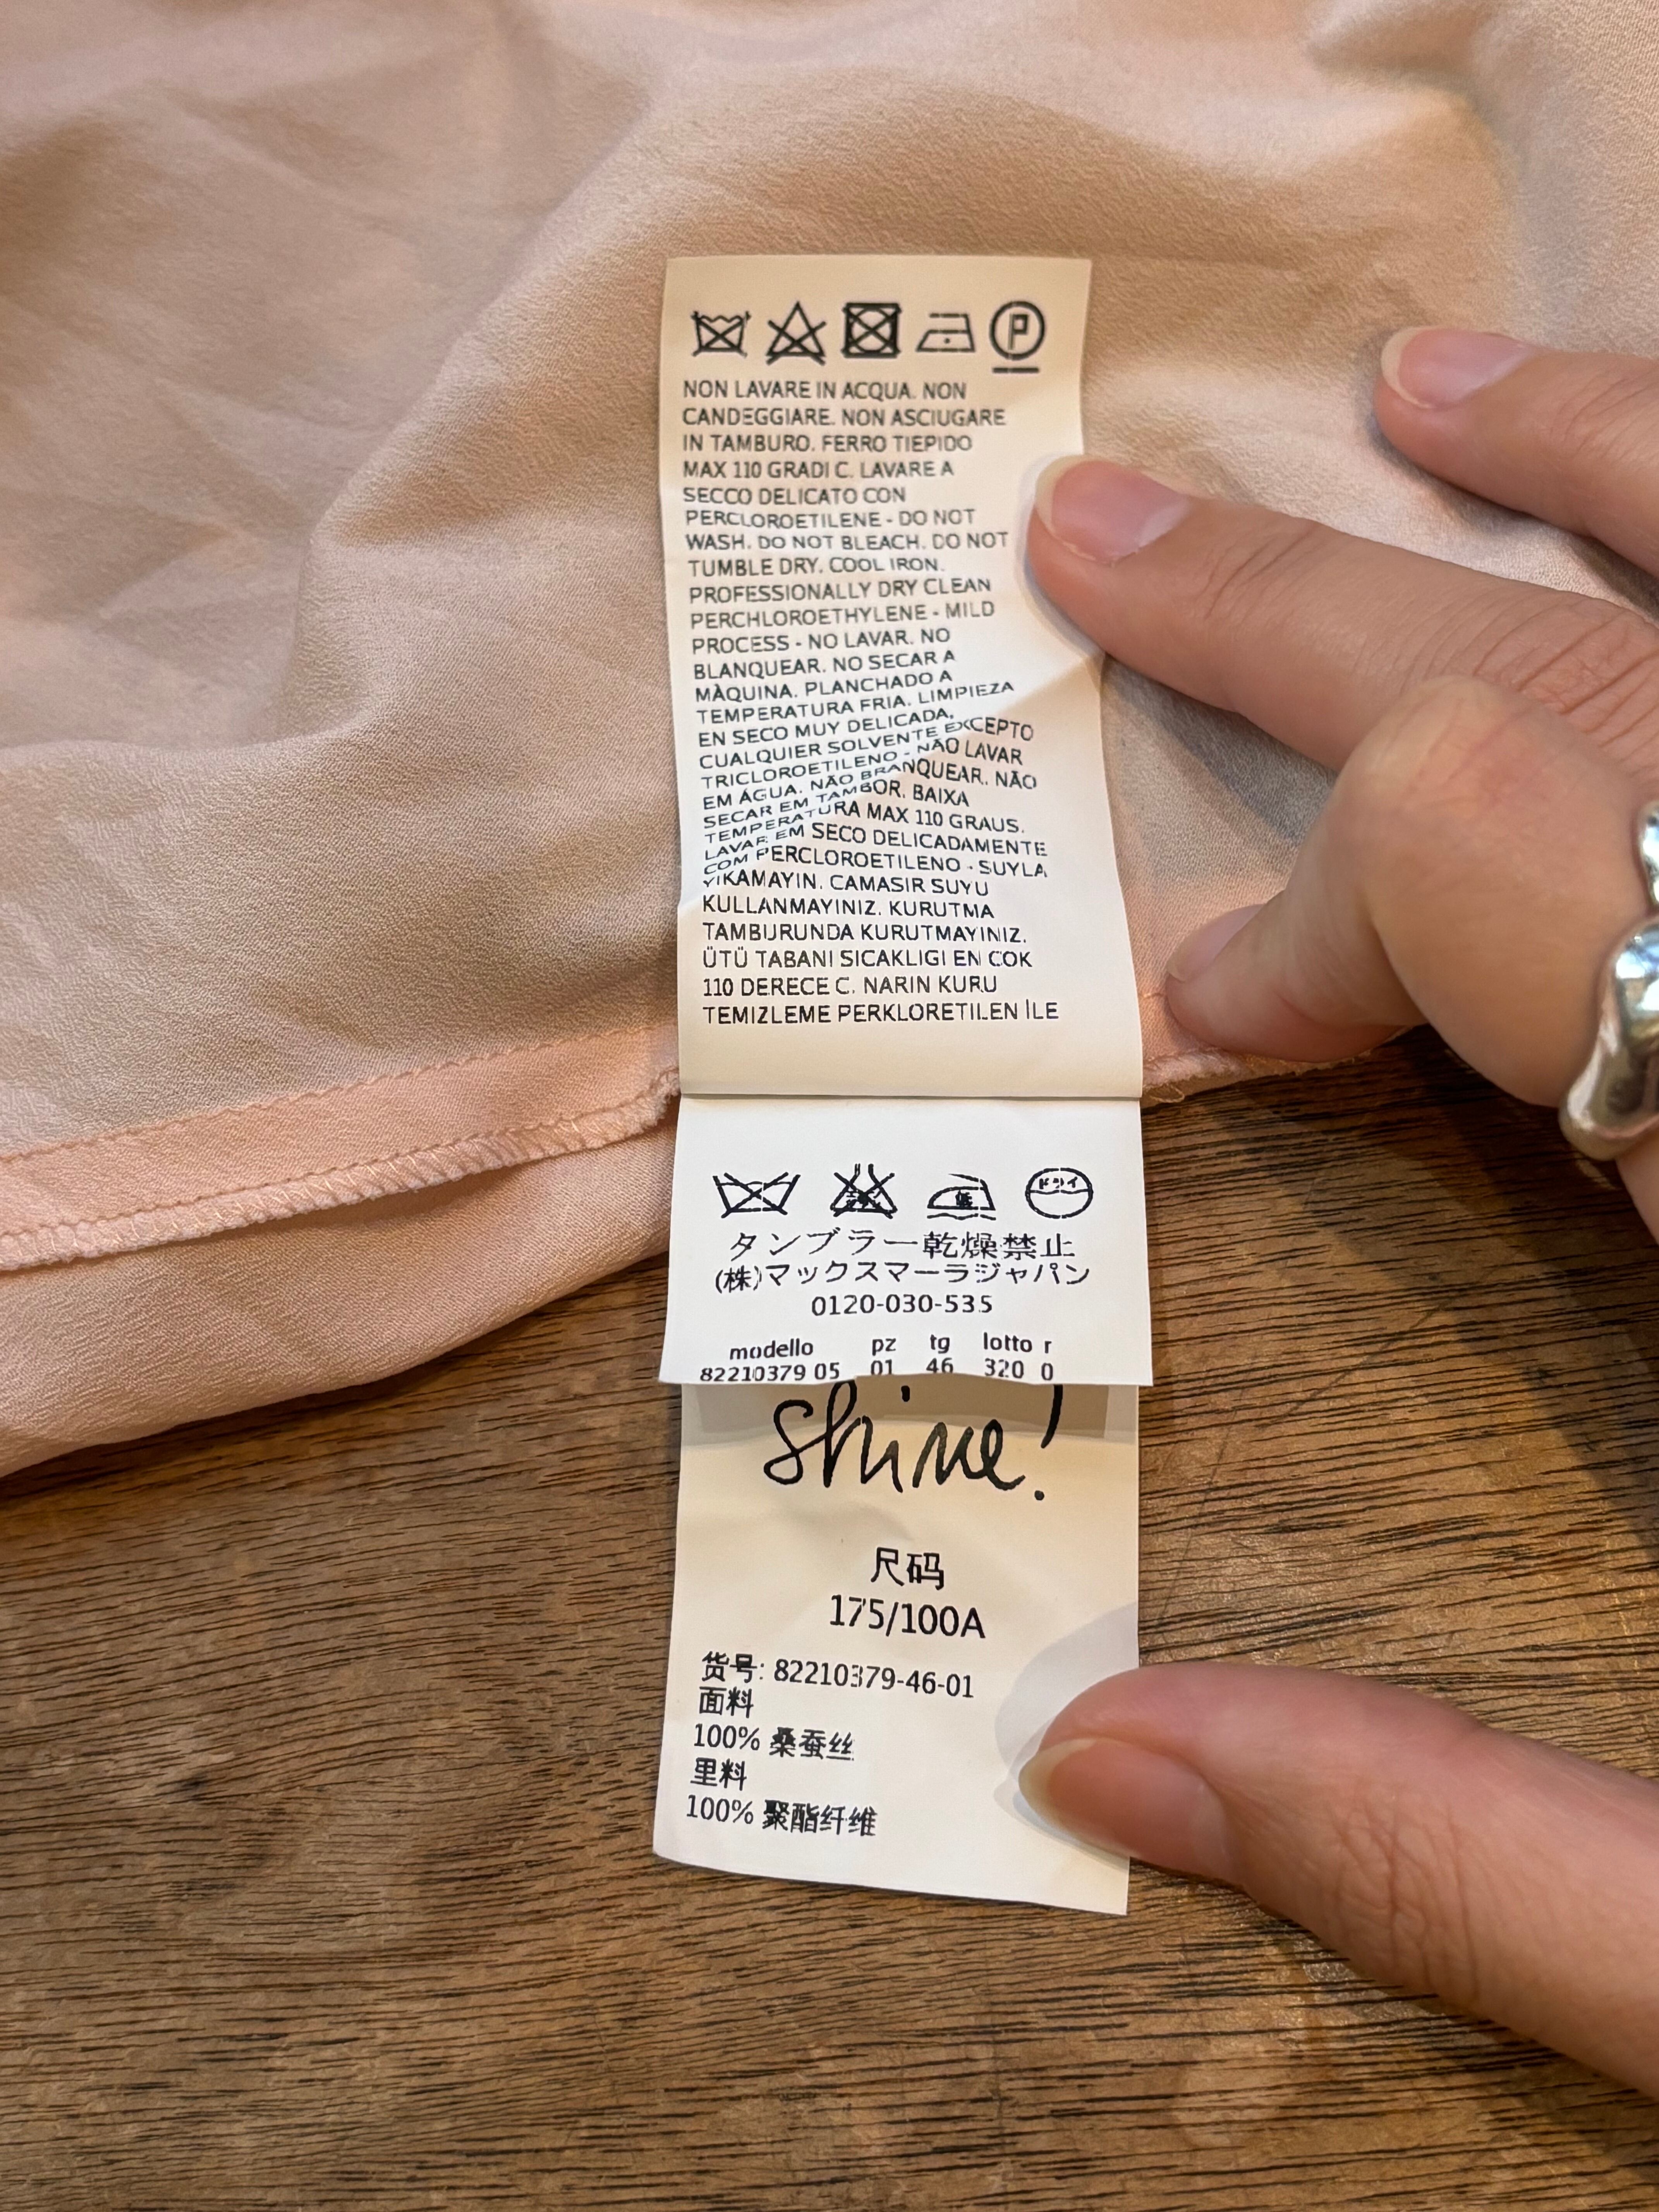 P
NON LAVARE IN ACQUA. NON
CANDEGGIARE. NON ASCIUGARE
IN TAMBURO. FERRO TIEPIDO
MAX 110 GRADI C. LAVARE A
SECCO DELICATO CON
PERCLOROETILENE - DO NOT
WASH. DO NOT BLEACH. DO NOT
TUMBLE DRY. COOL IRON.
PROFESSIONALLY DRY CLEAN
PERCHLOROETHYLENE - MILD
PROCESS - NO LAVAR. NO
BLANQUEAR. NO SECAR A
MÀQUINA. PLANCHADO A
TEMPERATURA FRIA. LIMPIEZA
EN SECO MUY DELICADA,
CUALQUIER SOLVENTE EXCEPTO
TRICLOROETILENO - NÃO LAVAR
EM ÁGUA. NÃO BRANQUEAR. NÃO
SECAR EM TAMBOR. BAIXA
TEMPERATURA MAX 110 GRAUS.
LAVAR EM SECO DELICADAMENTE
COM PERCLOROETILENO - SUYLA
YIKAMAYIN. CAMASIR SUYU
KULLANMAYINIZ. KURUTMA
TAMBURUNDA KURUTMAYINIZ.
ÜTÜ TABANI SICAKLIGI EN COK
110 DERECE C. NARIN KURU
TEMIZLEME PERKLORETILEN İLE
低 ドライ
タンブラー乾燥禁止
(株)マックスマーラジャパン
0120-030-535
modello pz tg lotto r
82210379 05 01 46 320 0
shine!
尺码
175/100A
货号: 82210379-46-01
面料
100% 桑蚕丝
里料
100% 聚酯纤维